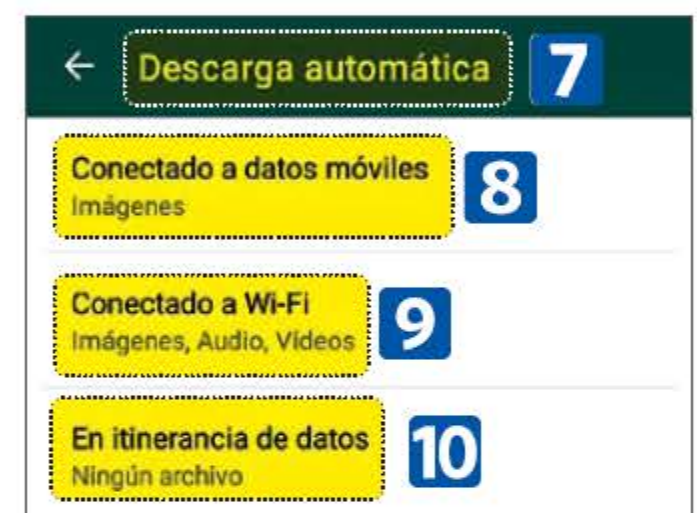 ← Descarga automática 7
Conectado a datos móviles 8
Imágenes
Conectado a Wi-Fi 9
Imágenes, Audio, Videos
En itinerancia de datos 10
Ningún archivo